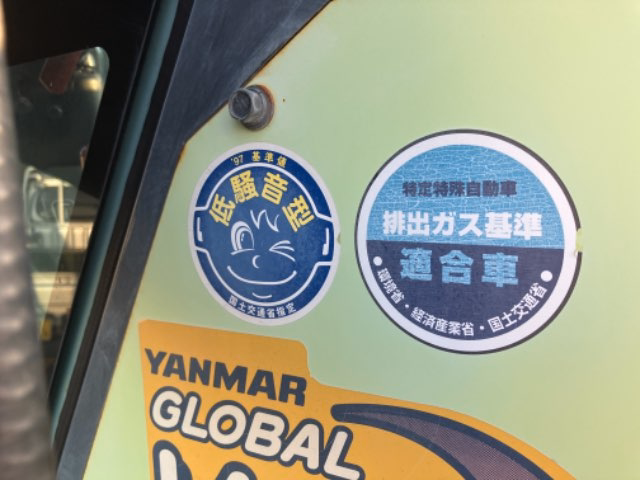 '97 基準値
低騒音型
国土交通省指定
特定特殊自動車
排出ガス基準
適合車
・環境省・経済産業省・国土交通省・
YANMAR
GLOBAL